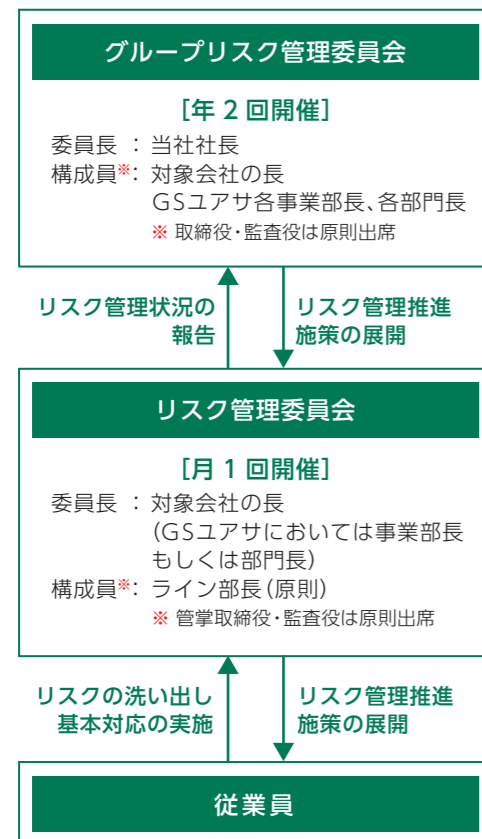 グループリスク管理委員会
[年 2 回開催]
委員長 : 当社社長
構成員※: 対象会社の長
GSユアサ各事業部長、各部門長
※ 取締役・監査役は原則出席
リスク管理状況の
報告
リスク管理推進
施策の展開
リスク管理委員会
[月 1 回開催]
委員長 : 対象会社の長
(GSユアサにおいては事業部長
もしくは部門長)
構成員※: ライン部長(原則)
※ 管掌取締役・監査役は原則出席
リスクの洗い出し
基本対応の実施
リスク管理推進
施策の展開
従業員